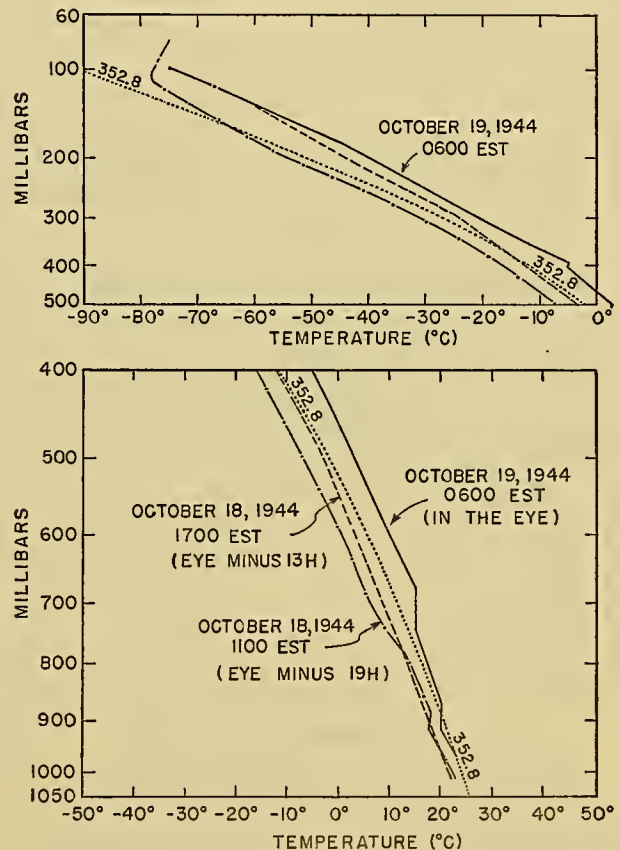 60
100
200
300
400
500
MILLIBARS
352.8
OCTOBER 19, 1944
0600 EST
352.8
-90° -80° -70° -60° -50° -40° -30° -20° -10° 0°
TEMPERATURE (°C)
400
500
600
700
800
900
1000
1050
MILLIBARS
352.8
OCTOBER 19, 1944
0600 EST
(IN THE EYE)
OCTOBER 18, 1944
1700 EST
(EYE MINUS 13H)
OCTOBER 18, 1944
1100 EST
(EYE MINUS 19H)
352.8
-50° -40° -30° -20° -10° 0° 10° 20° 30° 40° 50°
TEMPERATURE (°C)